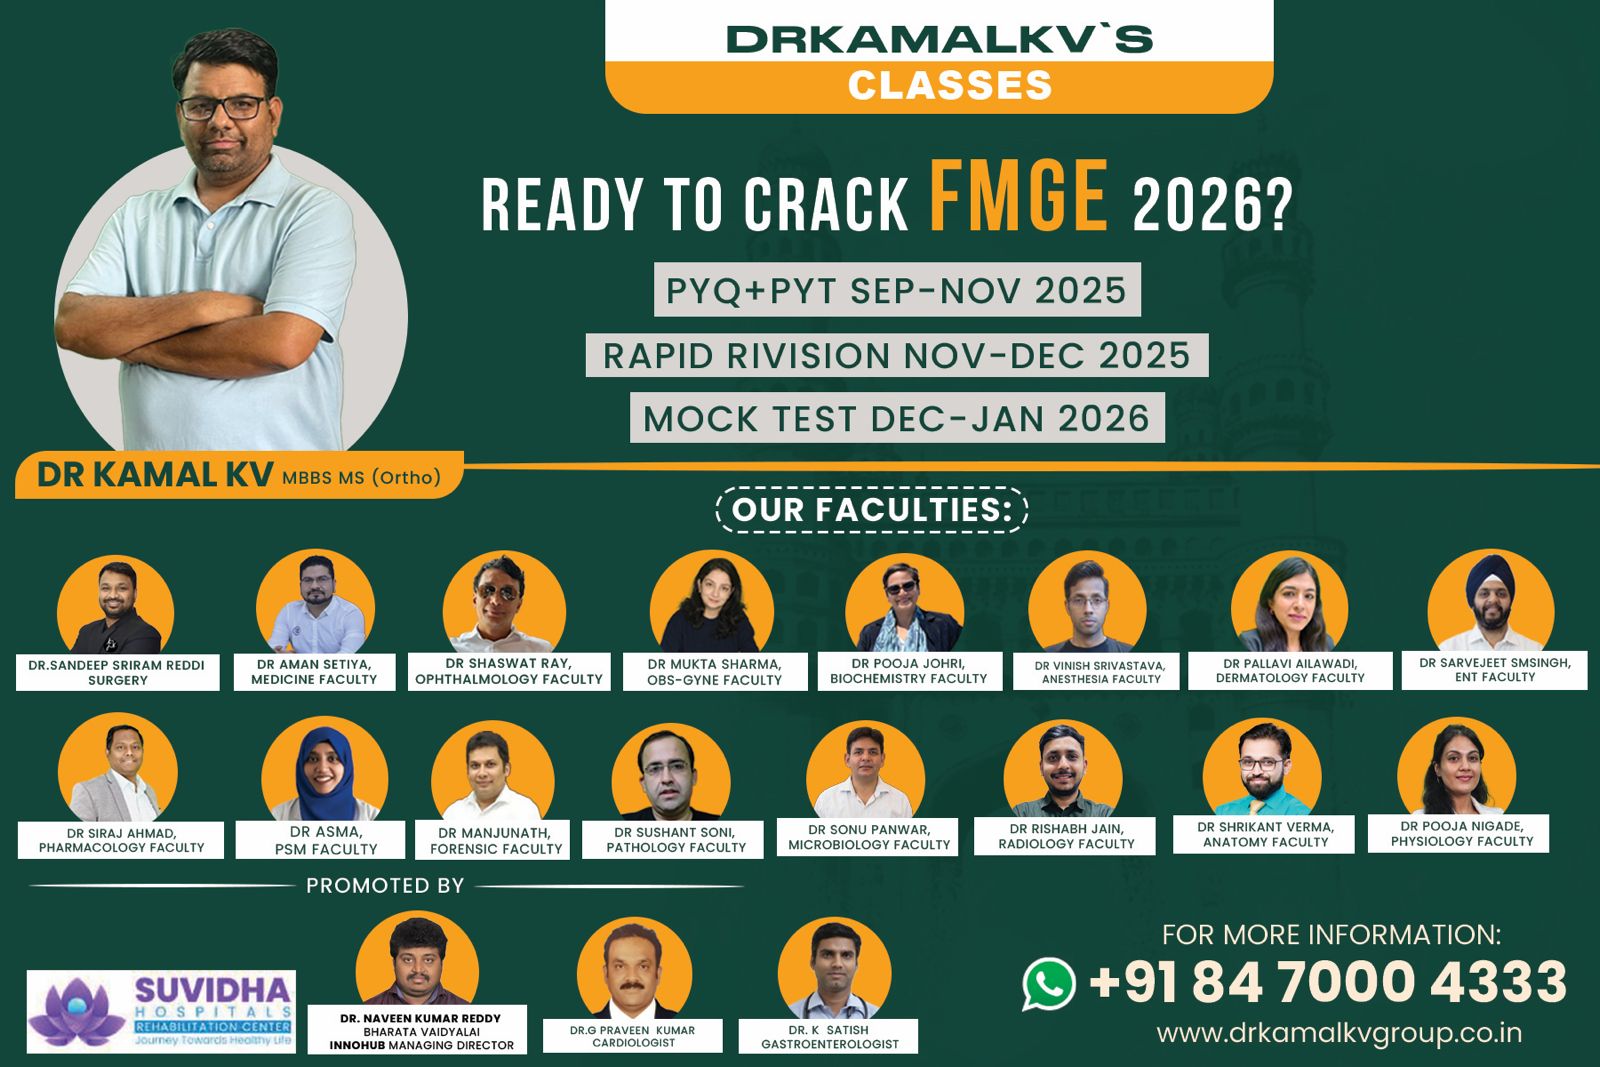 DRKAMALKV`S
CLASSES
READY TO CRACK FMGE 2026?
PYQ+PYT SEP-NOV 2025
RAPID RIVISION NOV-DEC 2025
MOCK TEST DEC-JAN 2026
DR KAMAL KV MBBS MS (Ortho)
OUR FACULTIES:
DR.SANDEEP SRIRAM REDDI
SURGERY
DR AMAN SETIYA,
MEDICINE FACULTY
DR SHASWAT RAY,
OPHTHALMOLOGY FACULTY
DR MUKTA SHARMA,
OBS-GYNE FACULTY
DR POOJA JOHRI,
BIOCHEMISTRY FACULTY
DR VINISH SRIVASTAVA,
ANESTHESIA FACULTY
DR PALLAVI AILAWADI,
DERMATOLOGY FACULTY
DR SARVEJEET SMSINGH,
ENT FACULTY
DR SIRAJ AHMAD,
PHARMACOLOGY FACULTY
DR ASMA,
PSM FACULTY
DR MANJUNATH,
FORENSIC FACULTY
DR SUSHANT SONI,
PATHOLOGY FACULTY
DR SONU PANWAR,
MICROBIOLOGY FACULTY
DR RISHABH JAIN,
RADIOLOGY FACULTY
DR SHRIKANT VERMA,
ANATOMY FACULTY
DR POOJA NIGADE,
PHYSIOLOGY FACULTY
PROMOTED BY
SUVIDHA
HOSPITALS
REHABILITATION CENTER
Journey Towards Healthy Life
DR. NAVEEN KUMAR REDDY
BHARATA VAIDYALAI
INNOHUB MANAGING DIRECTOR
DR.G PRAVEEN KUMAR
CARDIOLOGIST
DR. K SATISH
GASTROENTEROLOGIST
FOR MORE INFORMATION:
+91 84 7000 4333
www.drkamalkvgroup.co.in